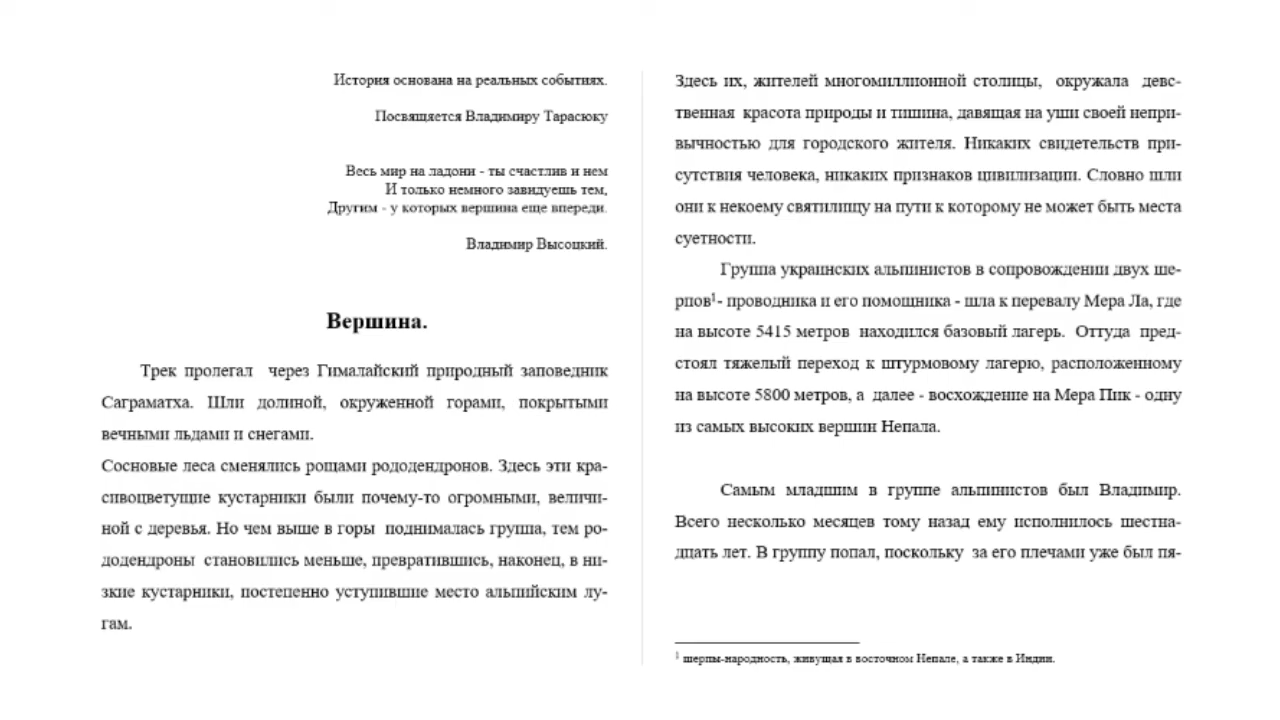 История основана на реальных событиях.
Посвящяется Владимиру Тарасюку
Весь мир на ладони - ты счастлив и нем
И только немного завидуешь тем,
Другим - у которых вершина еще впереди.
Владимир Высоцкий.
Вершина.
Трек пролегал через Гималайский природный заповедник
Саграматха. Шли долиной, окруженной горами, покрытыми
вечными льдами и снегами.
Сосновые леса сменялись рощами рододендронов. Здесь эти кра-
сивоцветущие кустарники были почему-то огромными, величи-
ной с деревья. Но чем выше в горы поднималась группа, тем ро-
додендроны становились меньше, превратившись, наконец, в ни-
зкие кустарники, постепенно уступившие место альпийским лу-
гам.
Здесь их, жителей многомиллионной столицы, окружала девс-
твенная красота природы и тишина, давящая на уши своей непри-
вычностью для городского жителя. Никаких свидетельств при-
сутствия человека, никаких признаков цивилизации. Словно шли
они к некоему святилищу на пути к которому не может быть места
суетности.
Группа украинских альпинистов в сопровождении двух ше-
рпов¹- проводника и его помощника - шла к перевалу Мера Ла, где
на высоте 5415 метров находился базовый лагерь. Оттуда пред-
стоял тяжелый переход к штурмовому лагерю, расположенному
на высоте 5800 метров, а далее - восхождение на Мера Пик - одну
из самых высоких вершин Непала.
Самым младшим в группе альпинистов был Владимир.
Всего несколько месяцев тому назад ему исполнилось шестна-
дцать лет. В группу попал, поскольку за его плечами уже был пя-
¹ шерпы-народность, живущая в восточном Непале, а также в Индии.